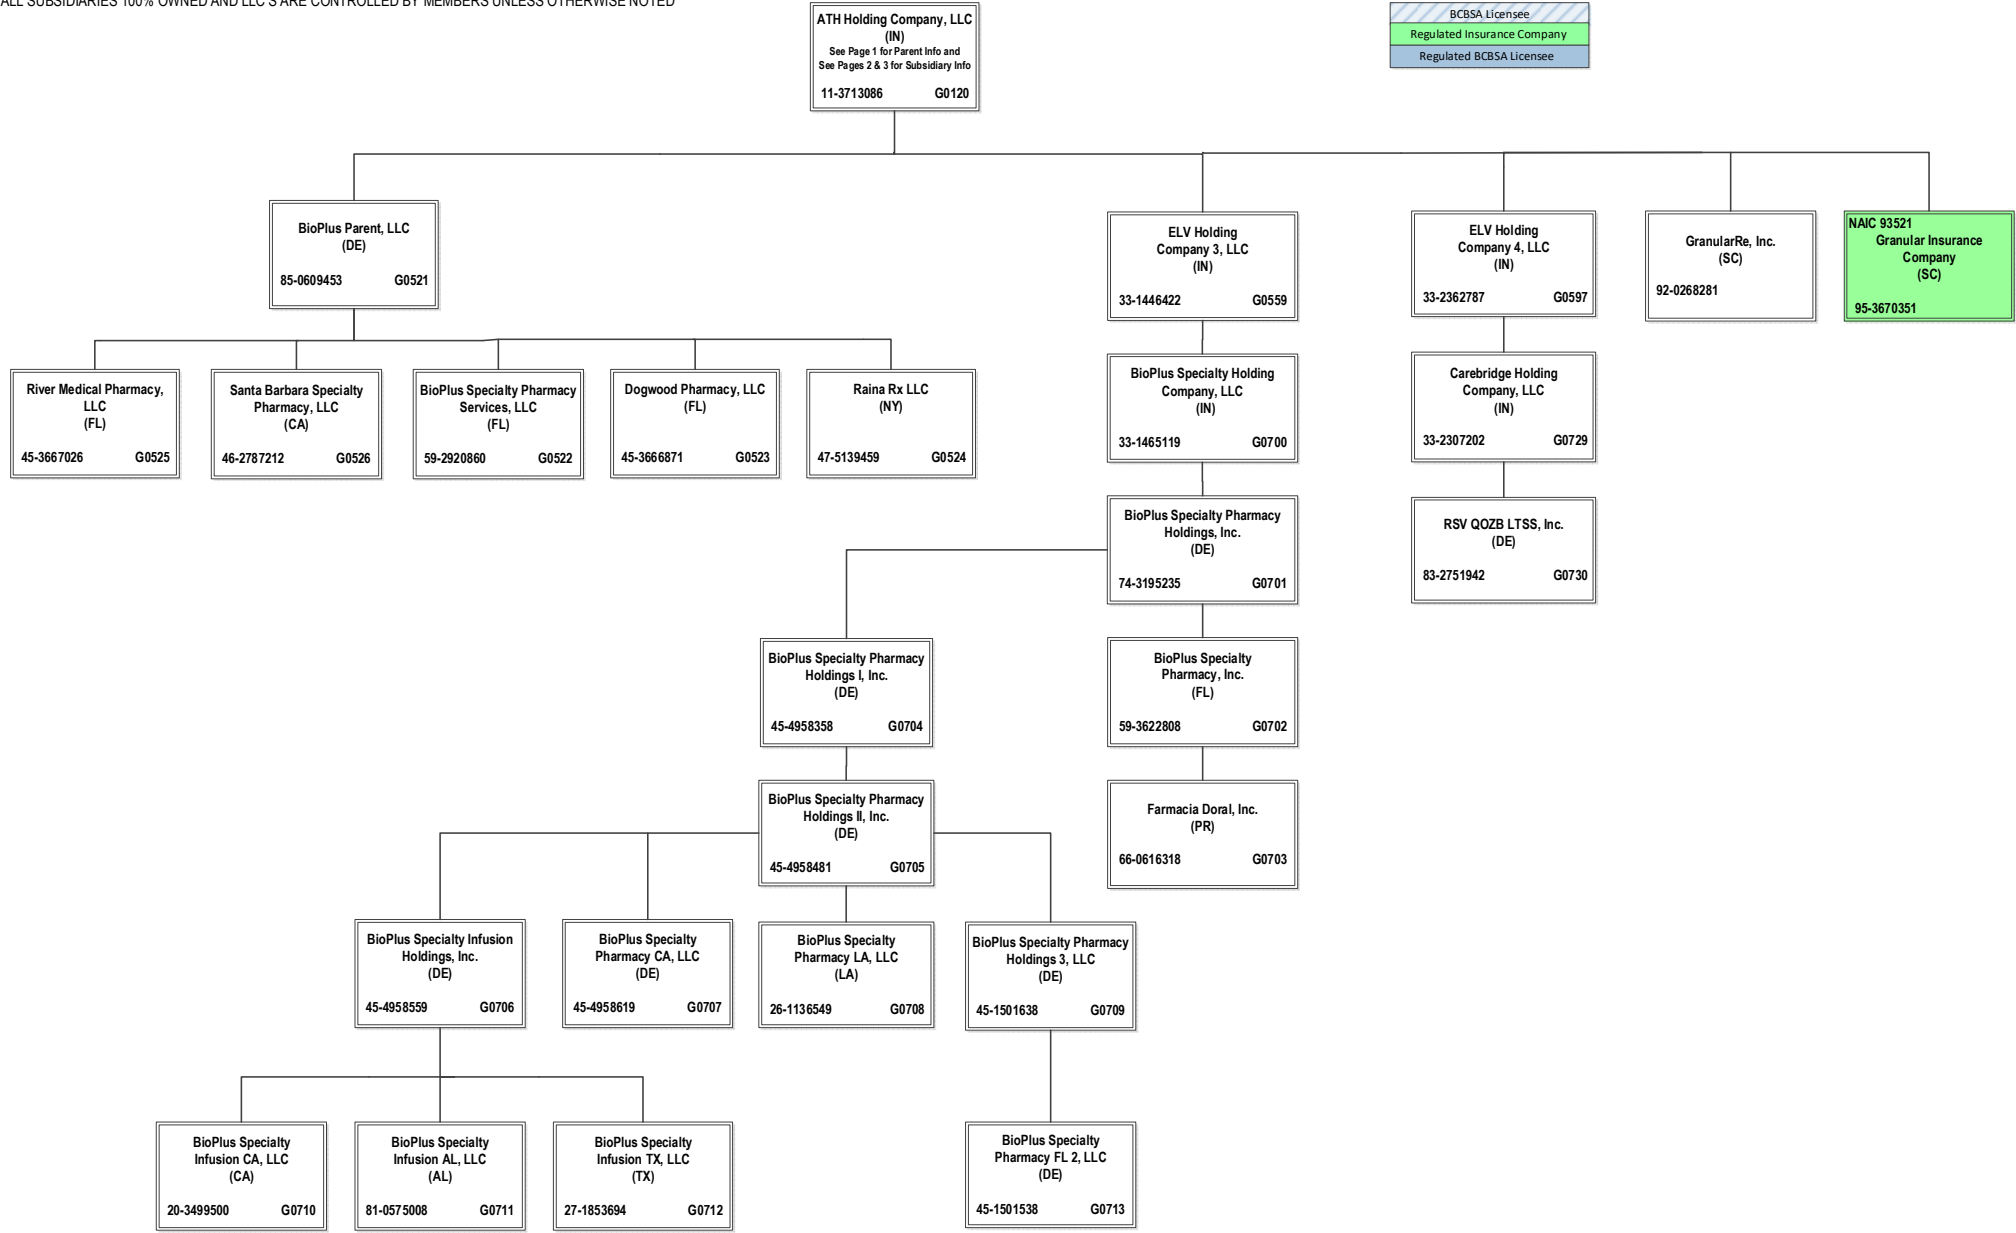 ALL SUBSIDIARIES 100% OWNED AND LLC'S ARE CONTROLLED BY MEMBERS UNLESS OTHERWISE NOTED
ATH Holding Company, LLC
(IN)
See Page 1 for Parent Info and
See Pages 2 & 3 for Subsidiary Info
11-3713086 G0120
BCBSA Licensee
Regulated Insurance Company
Regulated BCBSA Licensee
BioPlus Parent, LLC
(DE)
85-0609453 G0521
ELV Holding
Company 3, LLC
(IN)
33-1446422 G0559
ELV Holding
Company 4, LLC
(IN)
33-2362787 G0597
GranularRe, Inc.
(SC)
92-0268281
NAIC 93521
Granular Insurance
Company
(SC)
95-3670351
River Medical Pharmacy,
LLC
(FL)
45-3667026 G0525
Santa Barbara Specialty
Pharmacy, LLC
(CA)
46-2787212 G0526
BioPlus Specialty Pharmacy
Services, LLC
(FL)
59-2920860 G0522
Dogwood Pharmacy, LLC
(FL)
45-3666871 G0523
Raina Rx LLC
(NY)
47-5139459 G0524
BioPlus Specialty Holding
Company, LLC
(IN)
33-1465119 G0700
Carebridge Holding
Company, LLC
(IN)
33-2307202 G0729
BioPlus Specialty Pharmacy
Holdings, Inc.
(DE)
74-3195235 G0701
RSV QOZB LTSS, Inc.
(DE)
83-2751942 G0730
BioPlus Specialty Pharmacy
Holdings I, Inc.
(DE)
45-4958358 G0704
BioPlus Specialty
Pharmacy, Inc.
(FL)
59-3622808 G0702
BioPlus Specialty Pharmacy
Holdings II, Inc.
(DE)
45-4958481 G0705
Farmacia Doral, Inc.
(PR)
66-0616318 G0703
BioPlus Specialty Infusion
Holdings, Inc.
(DE)
45-4958559 G0706
BioPlus Specialty
Pharmacy CA, LLC
(DE)
45-4958619 G0707
BioPlus Specialty
Pharmacy LA, LLC
(LA)
26-1136549 G0708
BioPlus Specialty Pharmacy
Holdings 3, LLC
(DE)
45-1501638 G0709
BioPlus Specialty
Infusion CA, LLC
(CA)
20-3499500 G0710
BioPlus Specialty
Infusion AL, LLC
(AL)
81-0575008 G0711
BioPlus Specialty
Infusion TX, LLC
(TX)
27-1853694 G0712
BioPlus Specialty
Pharmacy FL 2, LLC
(DE)
45-1501538 G0713